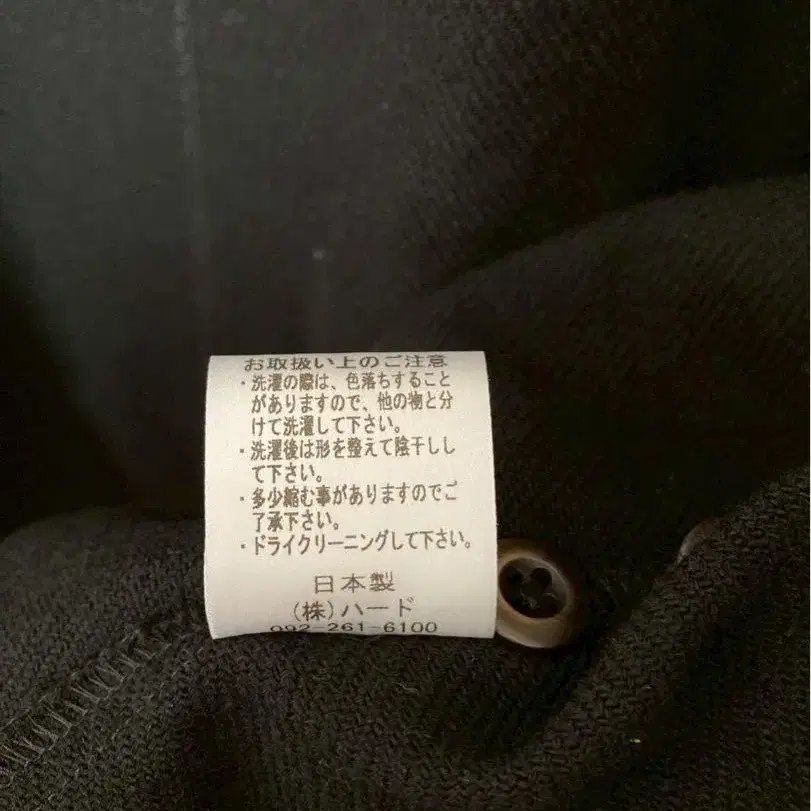 お取扱い上のご注意
・洗濯の際は、色落ちすること
がありますので、他の物と分
けて洗濯して下さい。
・洗濯後は形を整えて陰干しし
て下さい。
・多少縮む事がありますのでご
了承下さい。
・ドライクリーニングして下さい。
日本製
(株)ハード
092-261-6100